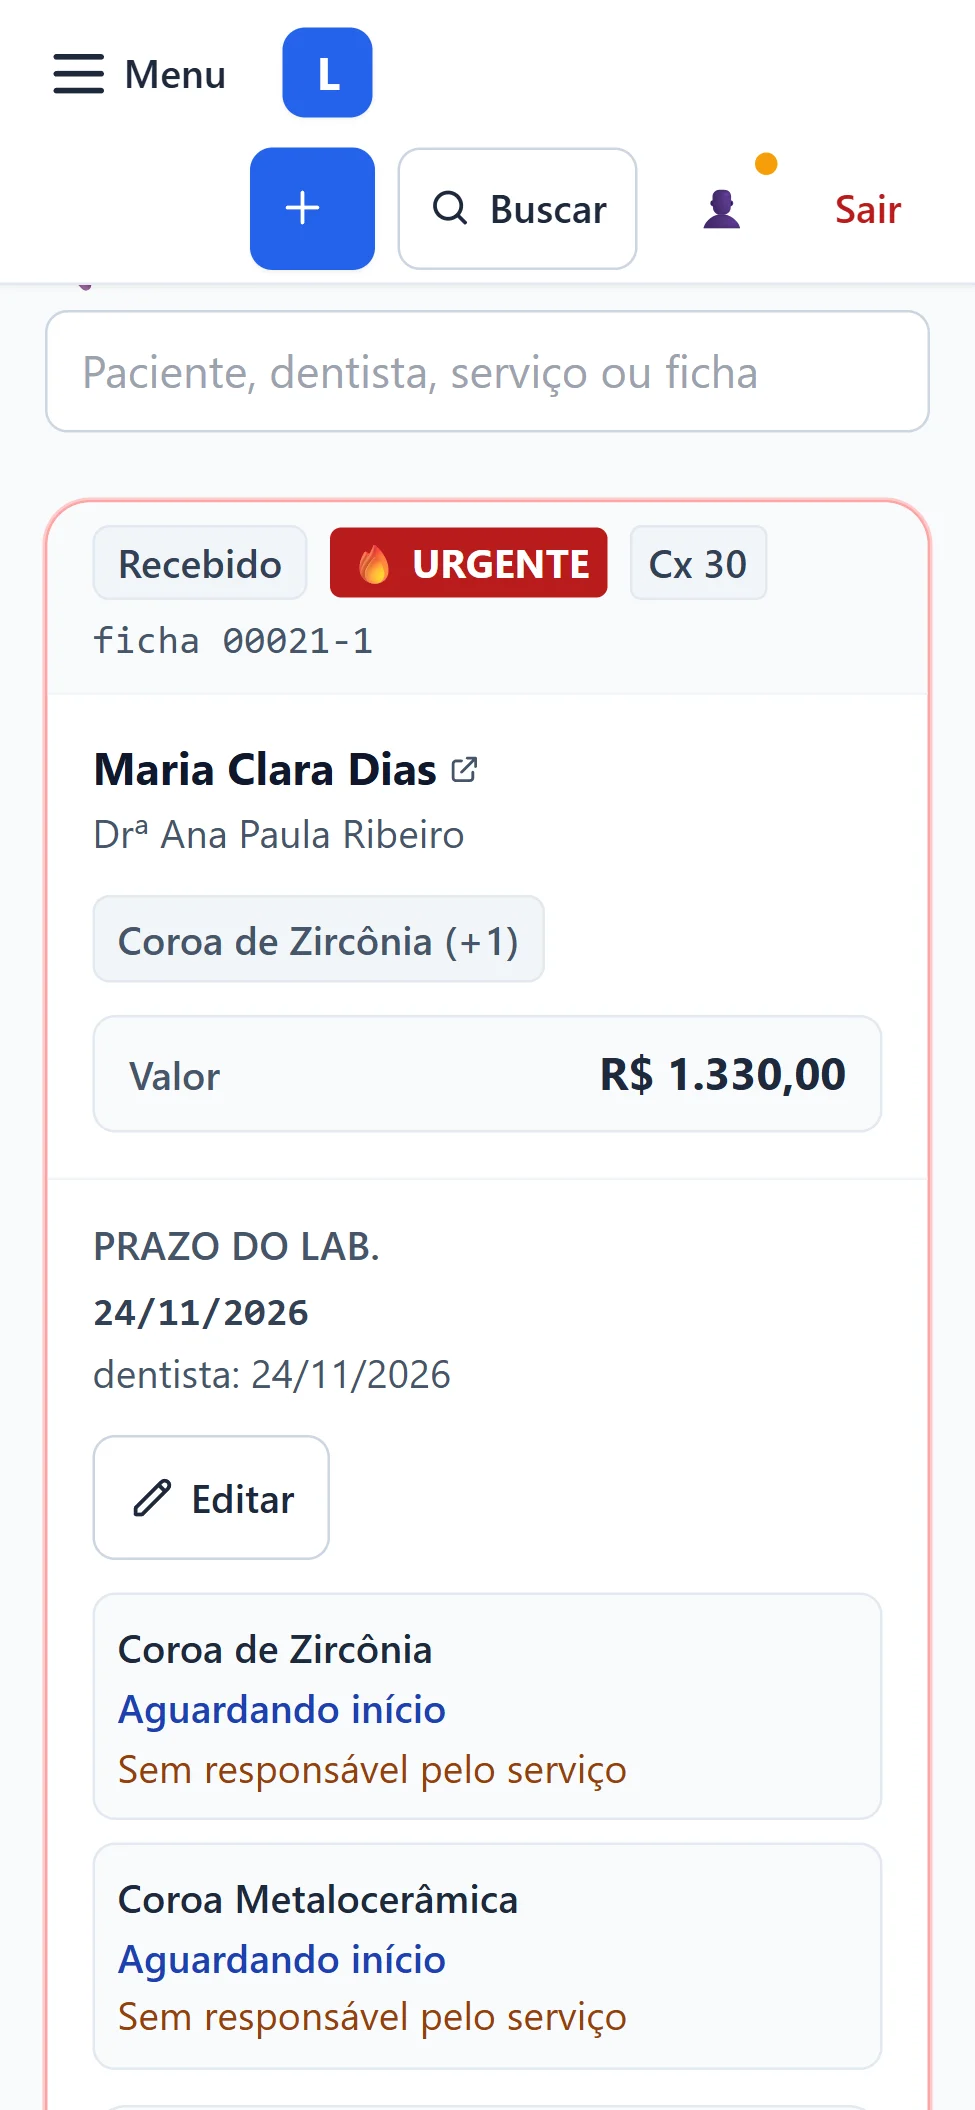 Menu
L
Buscar
Sair
Paciente, dentista, serviço ou ficha
Recebido
URGENTE
Cx 30
ficha 00021-1
Maria Clara Dias
Drª Ana Paula Ribeiro
Coroa de Zircônia (+1)
Valor R$ 1.330,00
PRAZO DO LAB.
24/11/2026
dentista: 24/11/2026
Editar
Coroa de Zircônia
Aguardando início
Sem responsável pelo serviço
Coroa Metalocerâmica
Aguardando início
Sem responsável pelo serviço